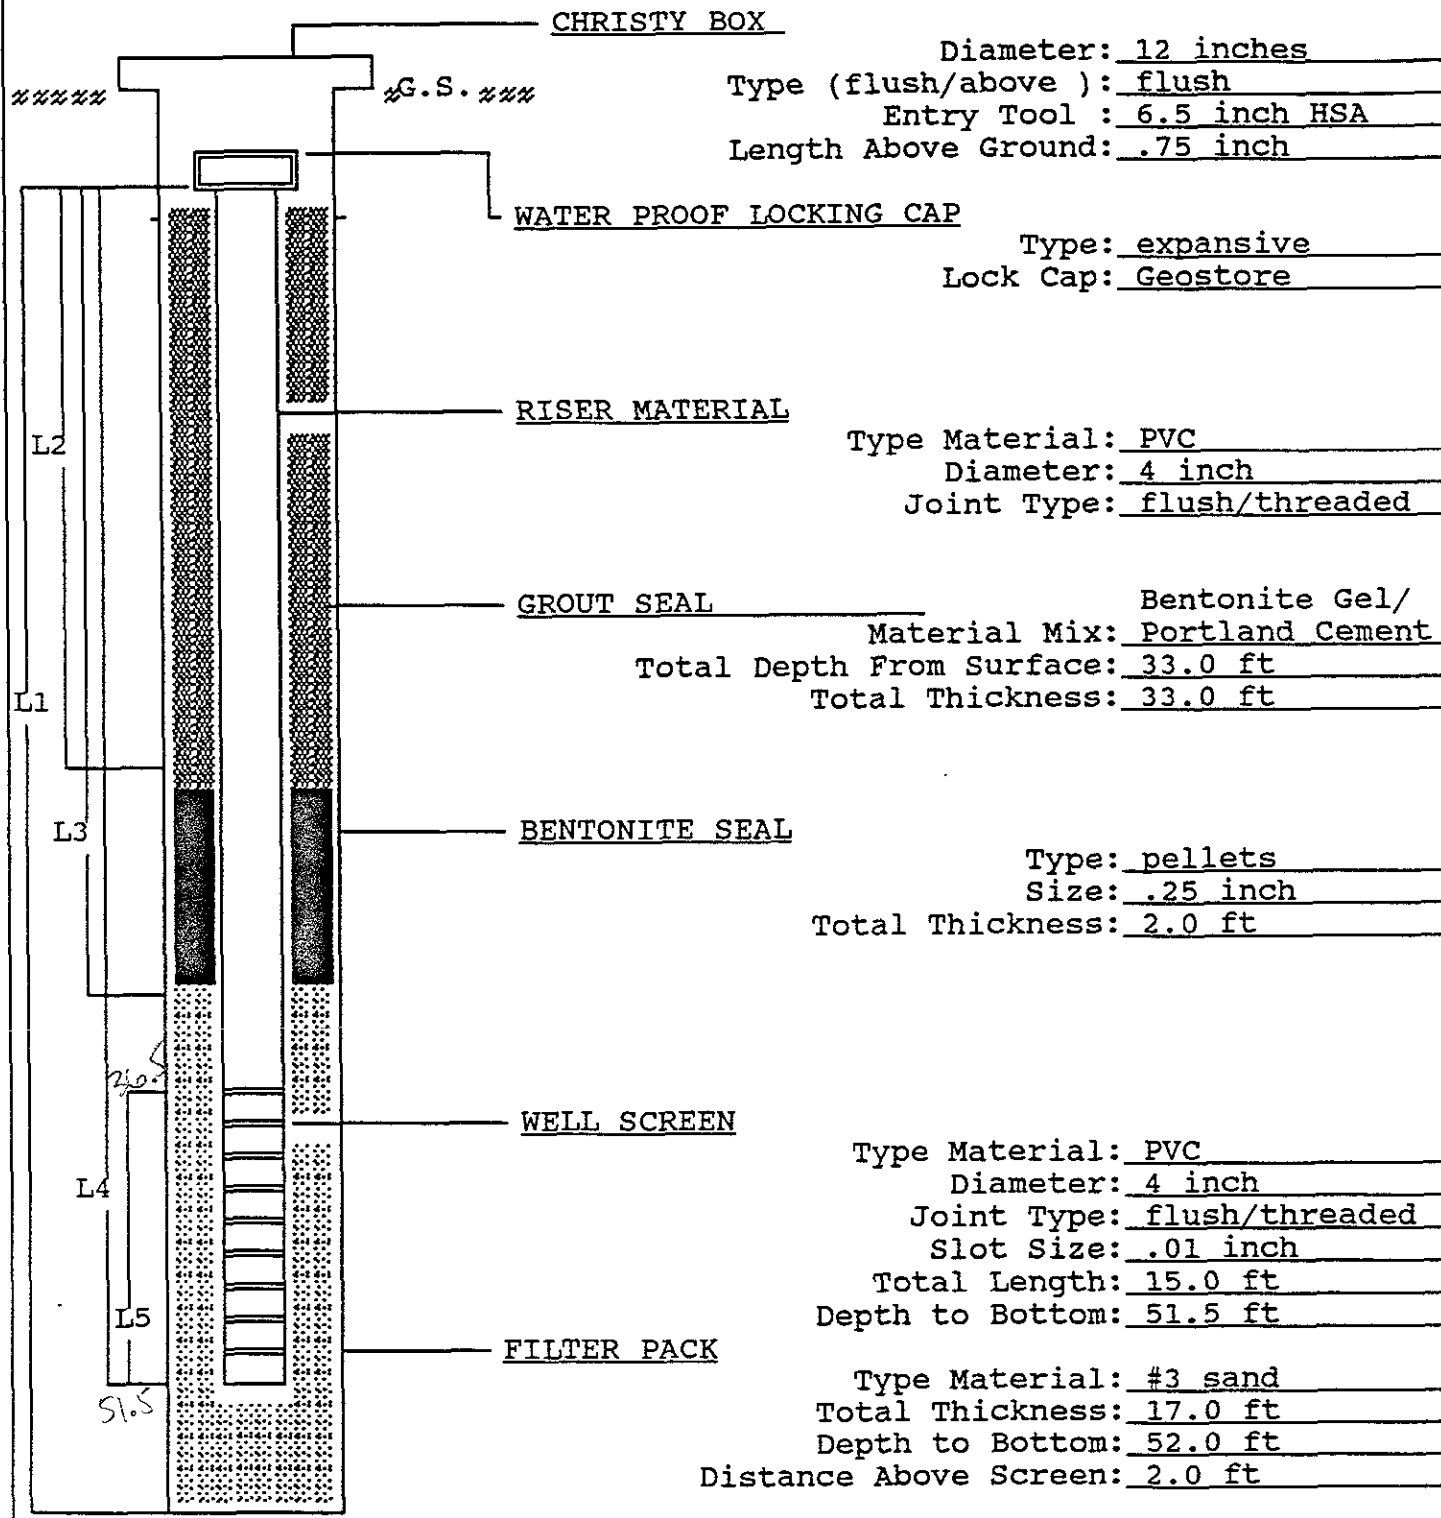 CHRISTY BOX
Diameter: 12 inches
G.S.
Type (flush/above ): flush
Entry Tool : 6.5 inch HSA
Length Above Ground: .75 inch
WATER PROOF LOCKING CAP
Type: expansive
Lock Cap: Geostore
RISER MATERIAL
L2
Type Material: PVC
Diameter: 4 inch
Joint Type: flush/threaded
GROUT SEAL
Bentonite Gel/
Material Mix: Portland Cement
Total Depth From Surface: 33.0 ft
L1
Total Thickness: 33.0 ft
L3
BENTONITE SEAL
Type: pellets
Size: .25 inch
Total Thickness: 2.0 ft
36.5
WELL SCREEN
Type Material: PVC
L4
Diameter: 4 inch
Joint Type: flush/threaded
Slot Size: .01 inch
Total Length: 15.0 ft
L5
Depth to Bottom: 51.5 ft
FILTER PACK
51.5
Type Material: #3 sand
Total Thickness: 17.0 ft
Depth to Bottom: 52.0 ft
Distance Above Screen: 2.0 ft